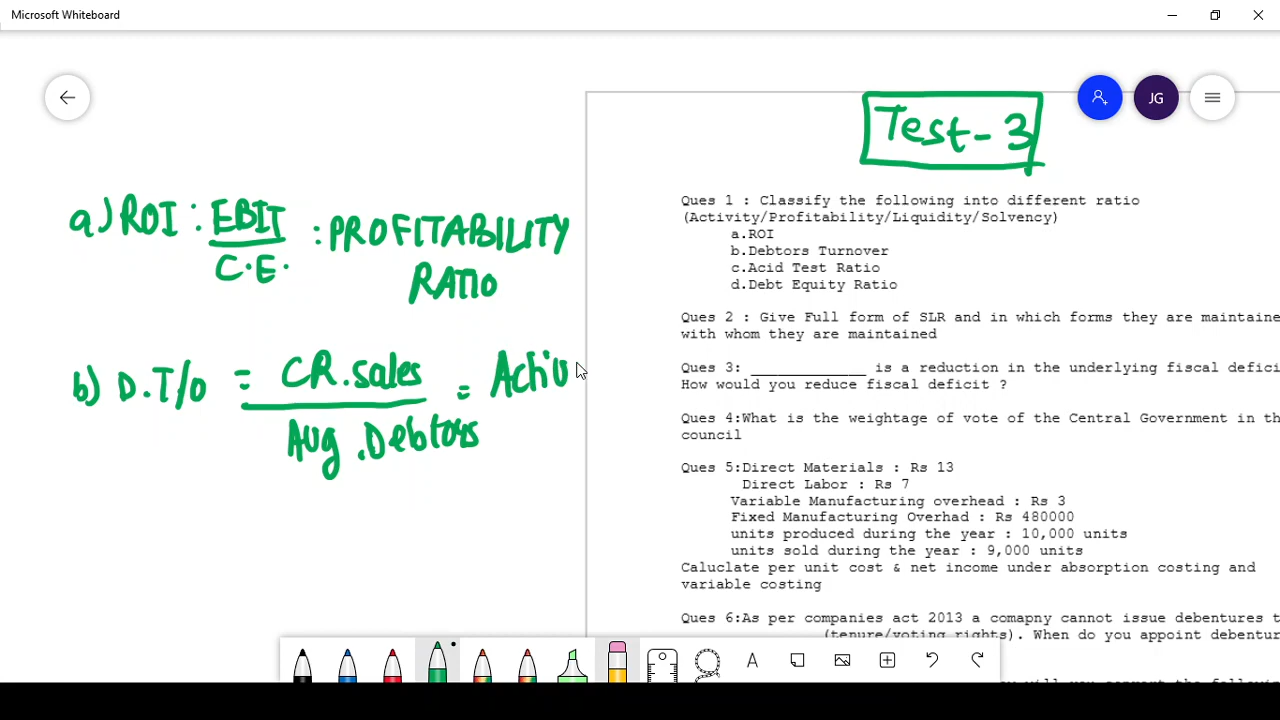 Microsoft Whiteboard
JG
Test-3
a) ROI : EBIT : PROFITABILITY
C.E. RATIO
b) D.T/O = CR.sales = Activ
Avg .Debtors
Ques 1 : Classify the following into different ratio
(Activity/Profitability/Liquidity/Solvency)
a.ROI
b.Debtors Turnover
c.Acid Test Ratio
d.Debt Equity Ratio
Ques 2 : Give Full form of SLR and in which forms they are maintaine
with whom they are maintained
Ques 3: ______________ is a reduction in the underlying fiscal defici
How would you reduce fiscal deficit ?
Ques 4:What is the weightage of vote of the Central Government in th
council
Ques 5:Direct Materials : Rs 13
Direct Labor : Rs 7
Variable Manufacturing overhead : Rs 3
Fixed Manufacturing Overhad : Rs 480000
units produced during the year : 10,000 units
units sold during the year : 9,000 units
Caluclate per unit cost & net income under absorption costing and
variable costing
Ques 6:As per companies act 2013 a comapny cannot issue debentures t
(tenure/voting rights). When do you appoint debentur
A